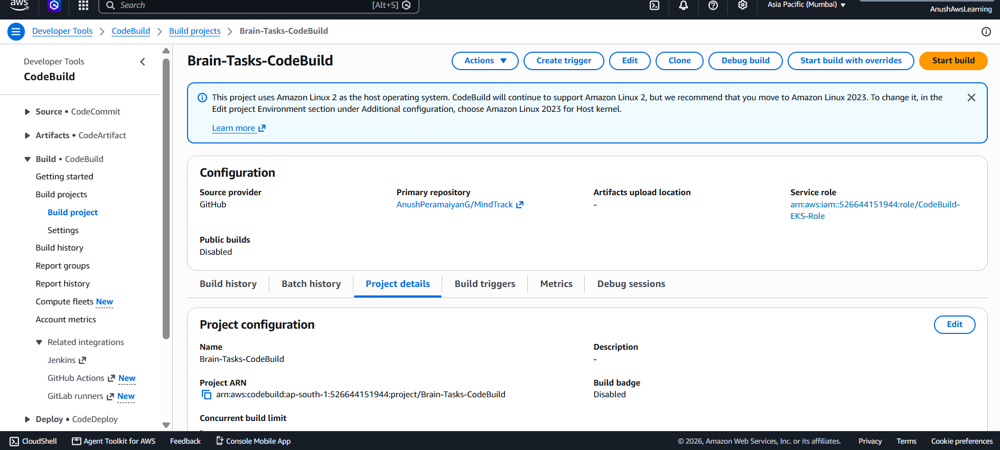 aws
Search
[Alt+S]
Asia Pacific (Mumbai)
AnushAwsLearning
Developer Tools
CodeBuild
Build projects
Brain-Tasks-CodeBuild
Developer Tools
CodeBuild
Source • CodeCommit
Artifacts • CodeArtifact
Build • CodeBuild
Getting started
Build projects
Build project
Settings
Build history
Report groups
Report history
Compute fleets New
Account metrics
Related integrations
Jenkins
GitHub Actions New
GitLab runners New
Deploy • CodeDeploy
Brain-Tasks-CodeBuild
Actions
Create trigger
Edit
Clone
Debug build
Start build with overrides
Start build
This project uses Amazon Linux 2 as the host operating system. CodeBuild will continue to support Amazon Linux 2, but we recommend that you move to Amazon Linux 2023. To change it, in the
Edit project Environment section under Additional configuration, choose Amazon Linux 2023 for Host kernel.
Learn more
Configuration
Source provider
GitHub
Primary repository
AnushPeramaiyanG/MindTrack
Artifacts upload location
-
Service role
arn:aws:iam::526644151944:role/CodeBuild-
EKS-Role
Public builds
Disabled
Build history
Batch history
Project details
Build triggers
Metrics
Debug sessions
Project configuration
Edit
Name
Brain-Tasks-CodeBuild
Description
-
Project ARN
arn:aws:codebuild:ap-south-1:526644151944:project/Brain-Tasks-CodeBuild
Build badge
Disabled
Concurrent build limit
CloudShell
Agent Toolkit for AWS
Feedback
Console Mobile App
© 2026, Amazon Web Services, Inc. or its affiliates.
Privacy
Terms
Cookie preferences